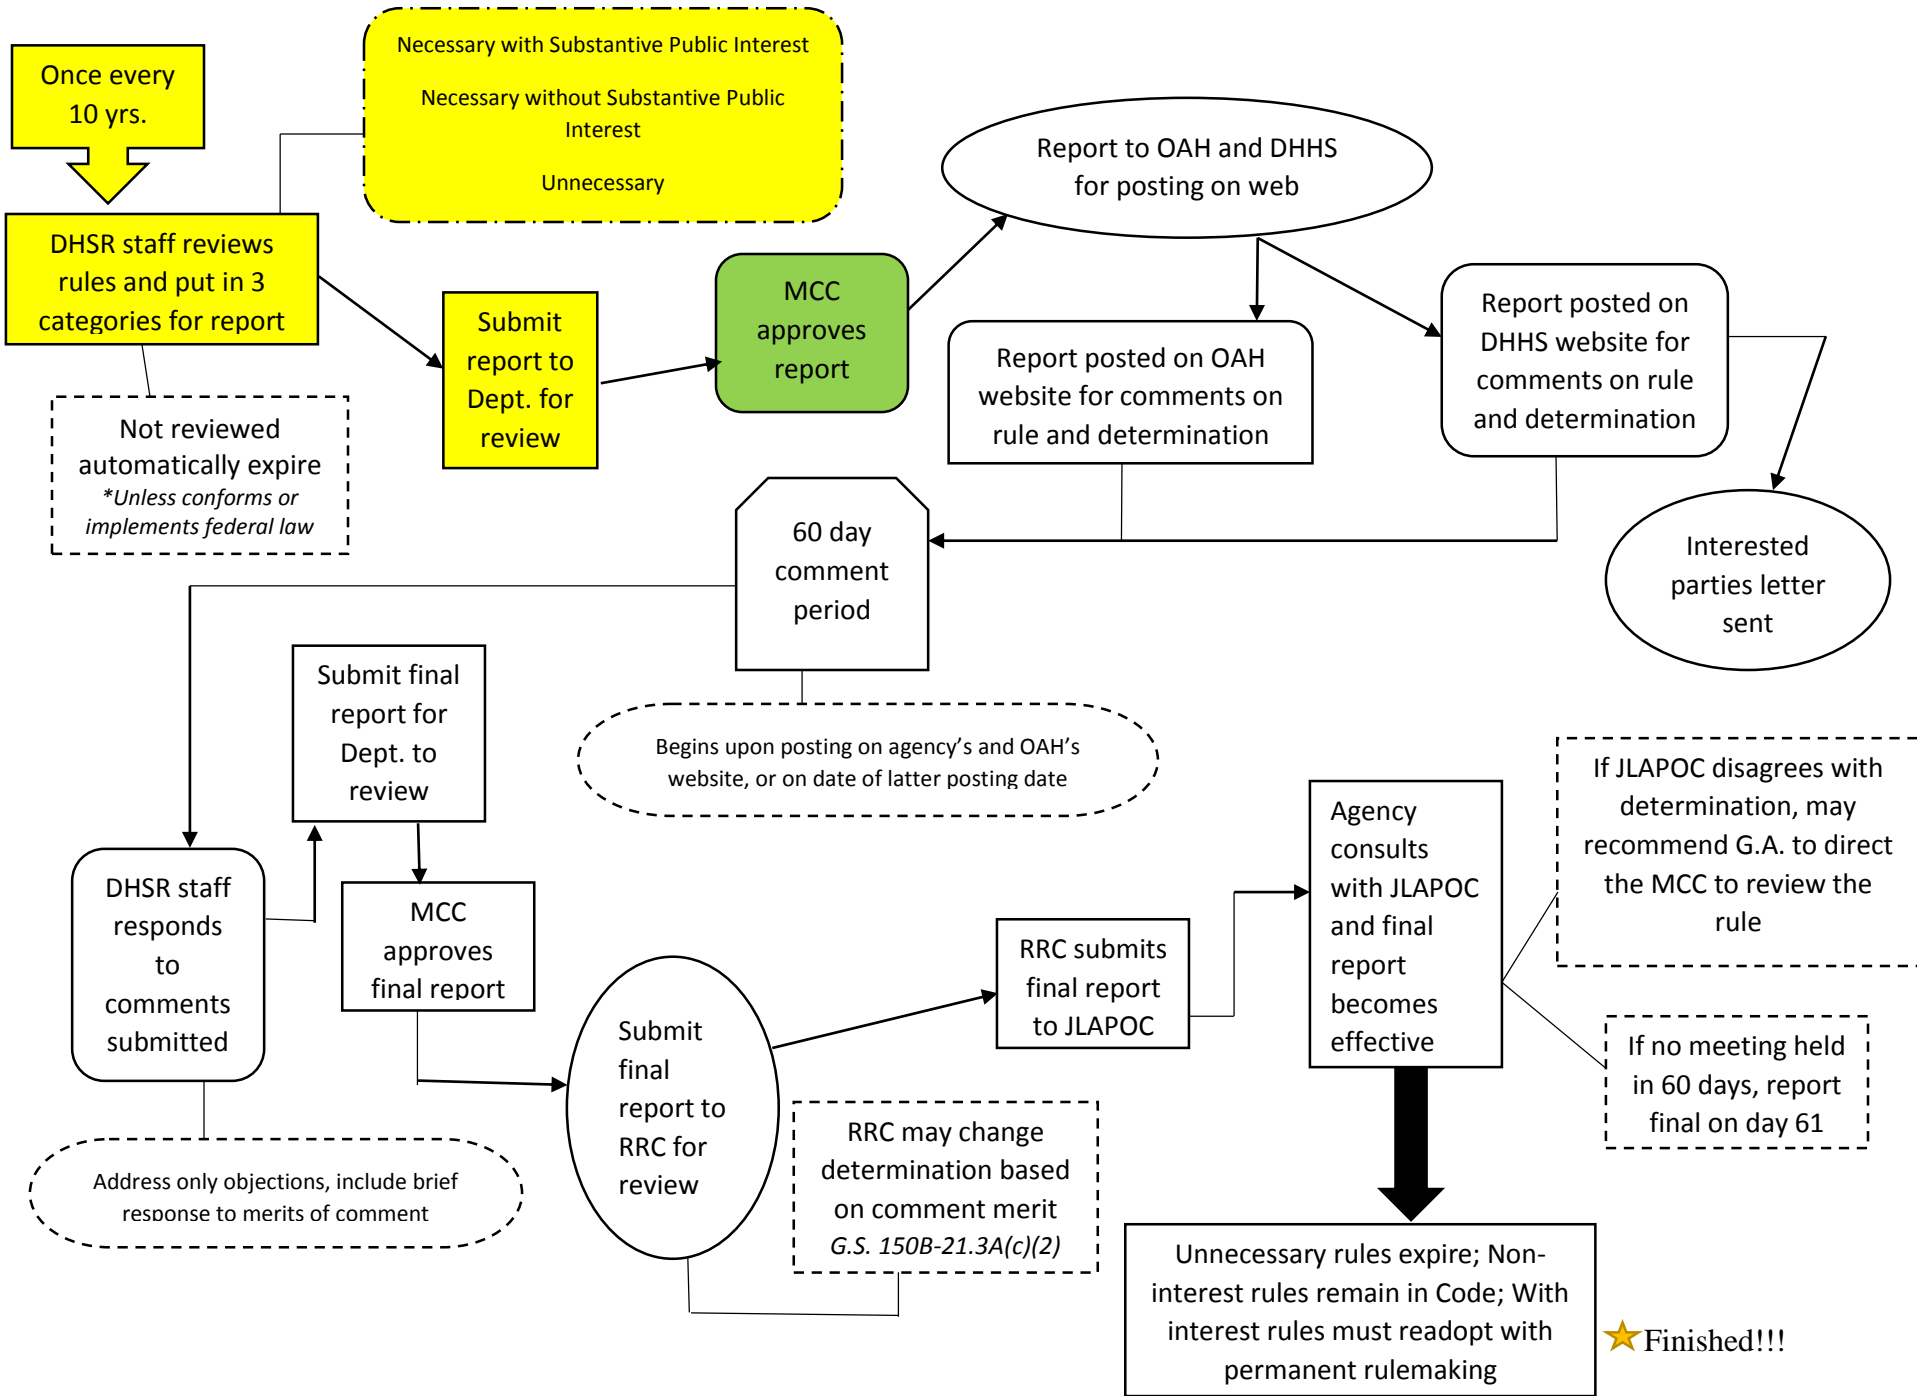 Once every
10 yrs.
Necessary with Substantive Public Interest
Necessary without Substantive Public
Interest
Unnecessary
DHSR staff reviews
rules and put in 3
categories for report
Not reviewed
automatically expire
*Unless conforms or
implements federal law
Submit
report to
Dept. for
review
MCC
approves
report
Report to OAH and DHHS
for posting on web
Report posted on OAH
website for comments on
rule and determination
Report posted on
DHHS website for
comments on rule
and determination
Interested
parties letter
sent
60 day
comment
period
Begins upon posting on agency’s and OAH’s
website, or on date of latter posting date
DHSR staff
responds
to
comments
submitted
Address only objections, include brief
response to merits of comment
Submit final
report for
Dept. to
review
MCC
approves
final report
Submit
final
report to
RRC for
review
RRC may change
determination based
on comment merit
G.S. 150B-21.3A(c)(2)
RRC submits
final report
to JLAPOC
Agency
consults
with JLAPOC
and final
report
becomes
effective
If JLAPOC disagrees with
determination, may
recommend G.A. to direct
the MCC to review the
rule
If no meeting held
in 60 days, report
final on day 61
Unnecessary rules expire; Non-
interest rules remain in Code; With
interest rules must readopt with
permanent rulemaking
Finished!!!